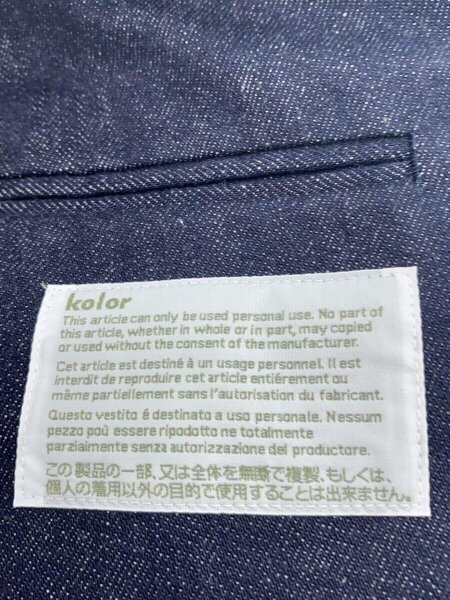 kolor
This article can only be used personal use. No part of
this article, whether in whole or in part, may copied
or used without the consent of the manufacturer.
Cet article est destiné à un usage personnel. Il est
interdit de reproduire cet article entiérement au
même partiellement sans l'autorisation du fabricant.
Questa vestito é destinato a uso personale. Nessum
pezzo può essere ripodotto ne totalmente
parziaimente senza autorizzazione del productore.
この製品の一部、又は全体を無断で複製、もしくは、
個人の着用以外の目的で使用することは出来ません。